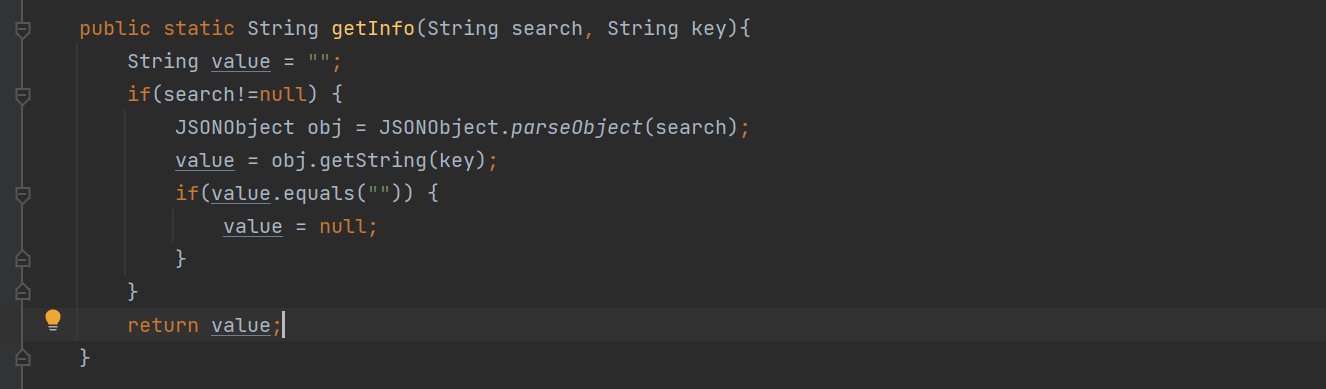 public static String getInfo(String search, String key){
String value = "";
if(search!=null) {
JSONObject obj = JSONObject.parseObject(search);
value = obj.getString(key);
if(value.equals("")) {
value = null;
}
}
return value;
}